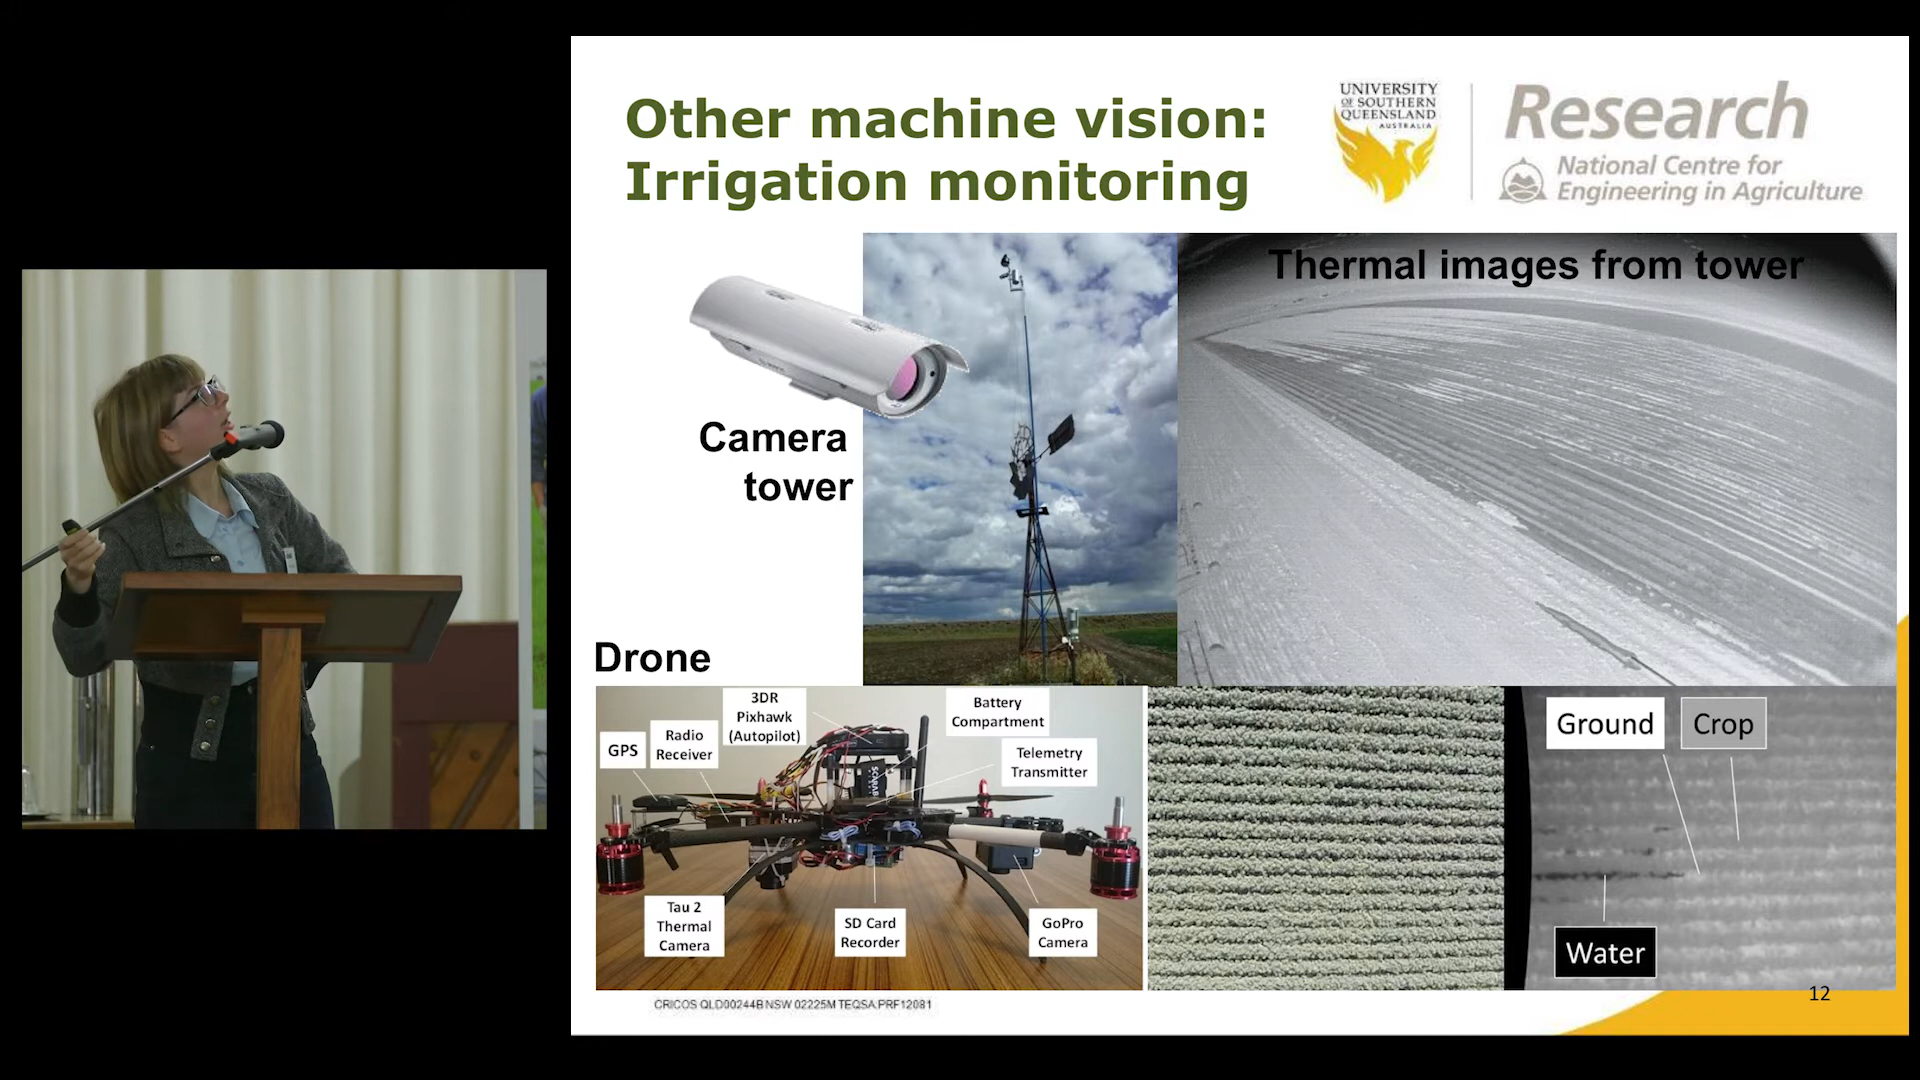 Other machine vision:
Irrigation monitoring
UNIVERSITY
OF SOUTHERN
QUEENSLAND
AUSTRALIA
Research
National Centre for
Engineering in Agriculture
Thermal images from tower
Camera
tower
Drone
3DR
Pixhawk
(Autopilot)
Battery
Compartment
GPS
Radio
Receiver
Telemetry
Transmitter
Tau 2
Thermal
Camera
SD Card
Recorder
GoPro
Camera
Ground
Crop
Water
CRICOS QLD00244B NSW 02225M TEQSA:PRF12081
12